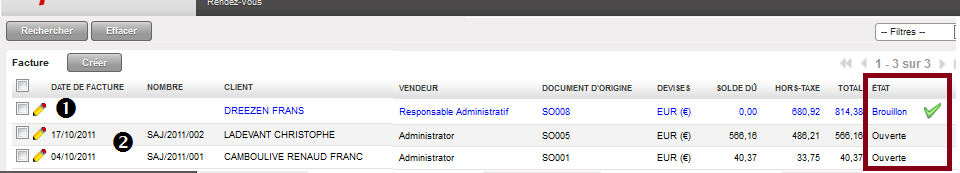 Rendez-Vous
Rechercher Effacer
-- Filtres --
Facture Créer 1 - 3 sur 3
DATE DE FACTURE NOMBRE CLIENT VENDEUR DOCUMENT D'ORIGINE DEVISES SOLDE DÛ HORS-TAXE TOTAL ÉTAT
1 DREEZEN FRANS Responsable Administratif SO008 EUR (€) 0,00 680,92 814,38 Brouillon
17/10/2011 2 SAJ/2011/002 LADEVANT CHRISTOPHE Administrator SO005 EUR (€) 566,16 486,21 566,16 Ouverte
04/10/2011 SAJ/2011/001 CAMBOULIVE RENAUD FRANC Administrator SO001 EUR (€) 40,37 33,75 40,37 Ouverte